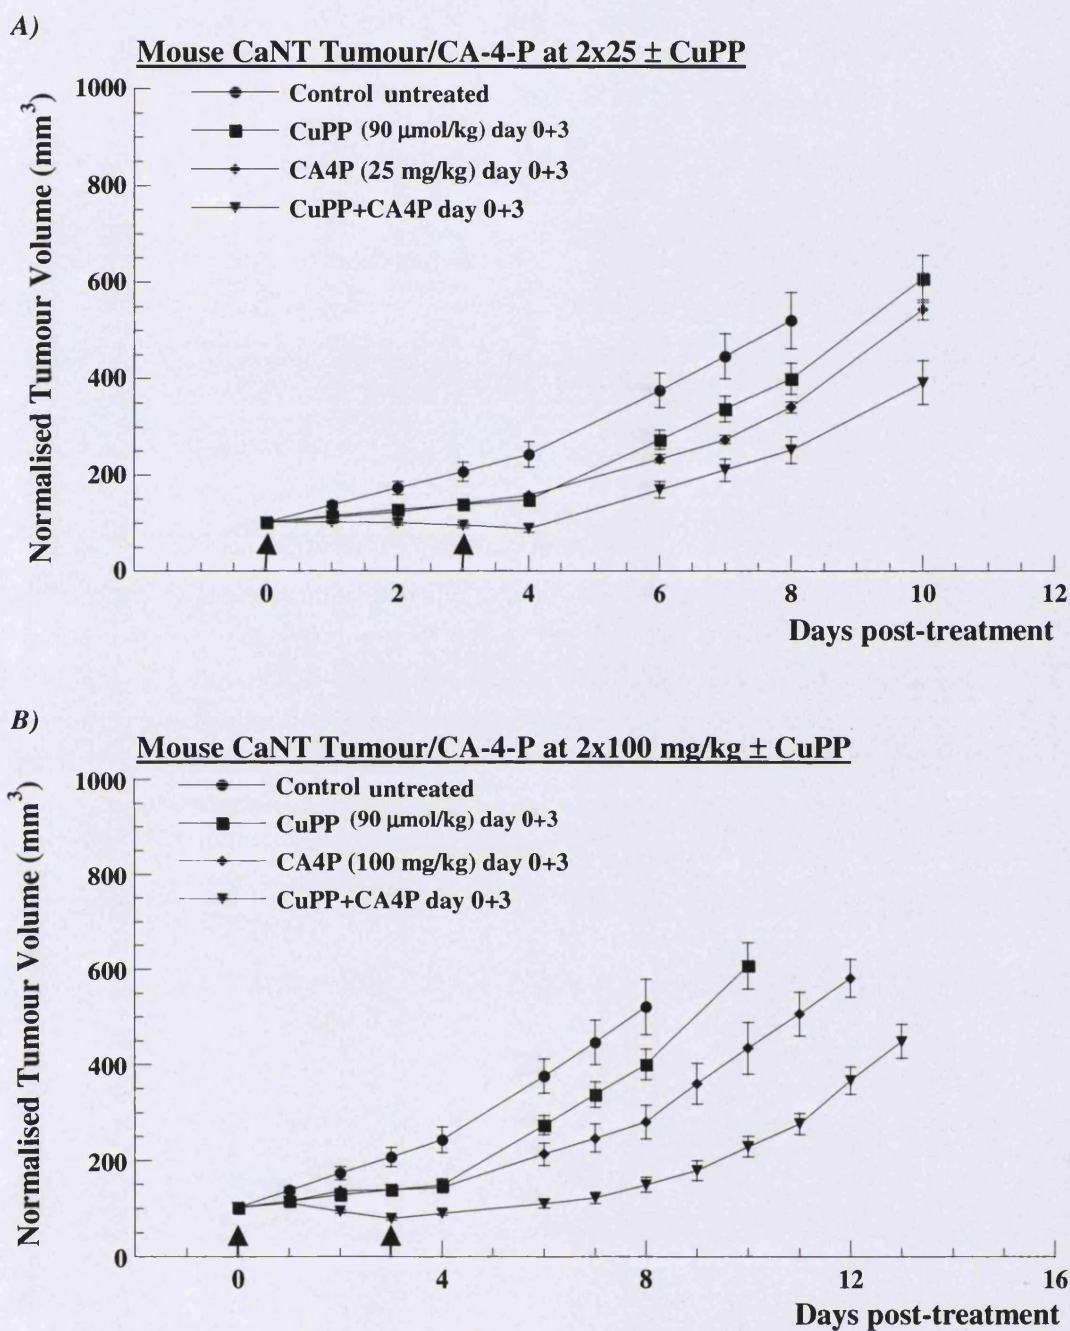 A)
Mouse CaNT Tumour/CA-4-P at 2x25 ± CuPP
Control untreated
CuPP (90 μmol/kg) day 0+3
CA4P (25 mg/kg) day 0+3
CuPP+CA4P day 0+3
Normalised Tumour Volume (mm³)
1000
800
600
400
200
0
0 2 4 6 8 10 12
Days post-treatment
B)
Mouse CaNT Tumour/CA-4-P at 2x100 mg/kg ± CuPP
Control untreated
CuPP (90 μmol/kg) day 0+3
CA4P (100 mg/kg) day 0+3
CuPP+CA4P day 0+3
Normalised Tumour Volume (mm³)
1000
800
600
400
200
0
0 4 8 12 16
Days post-treatment